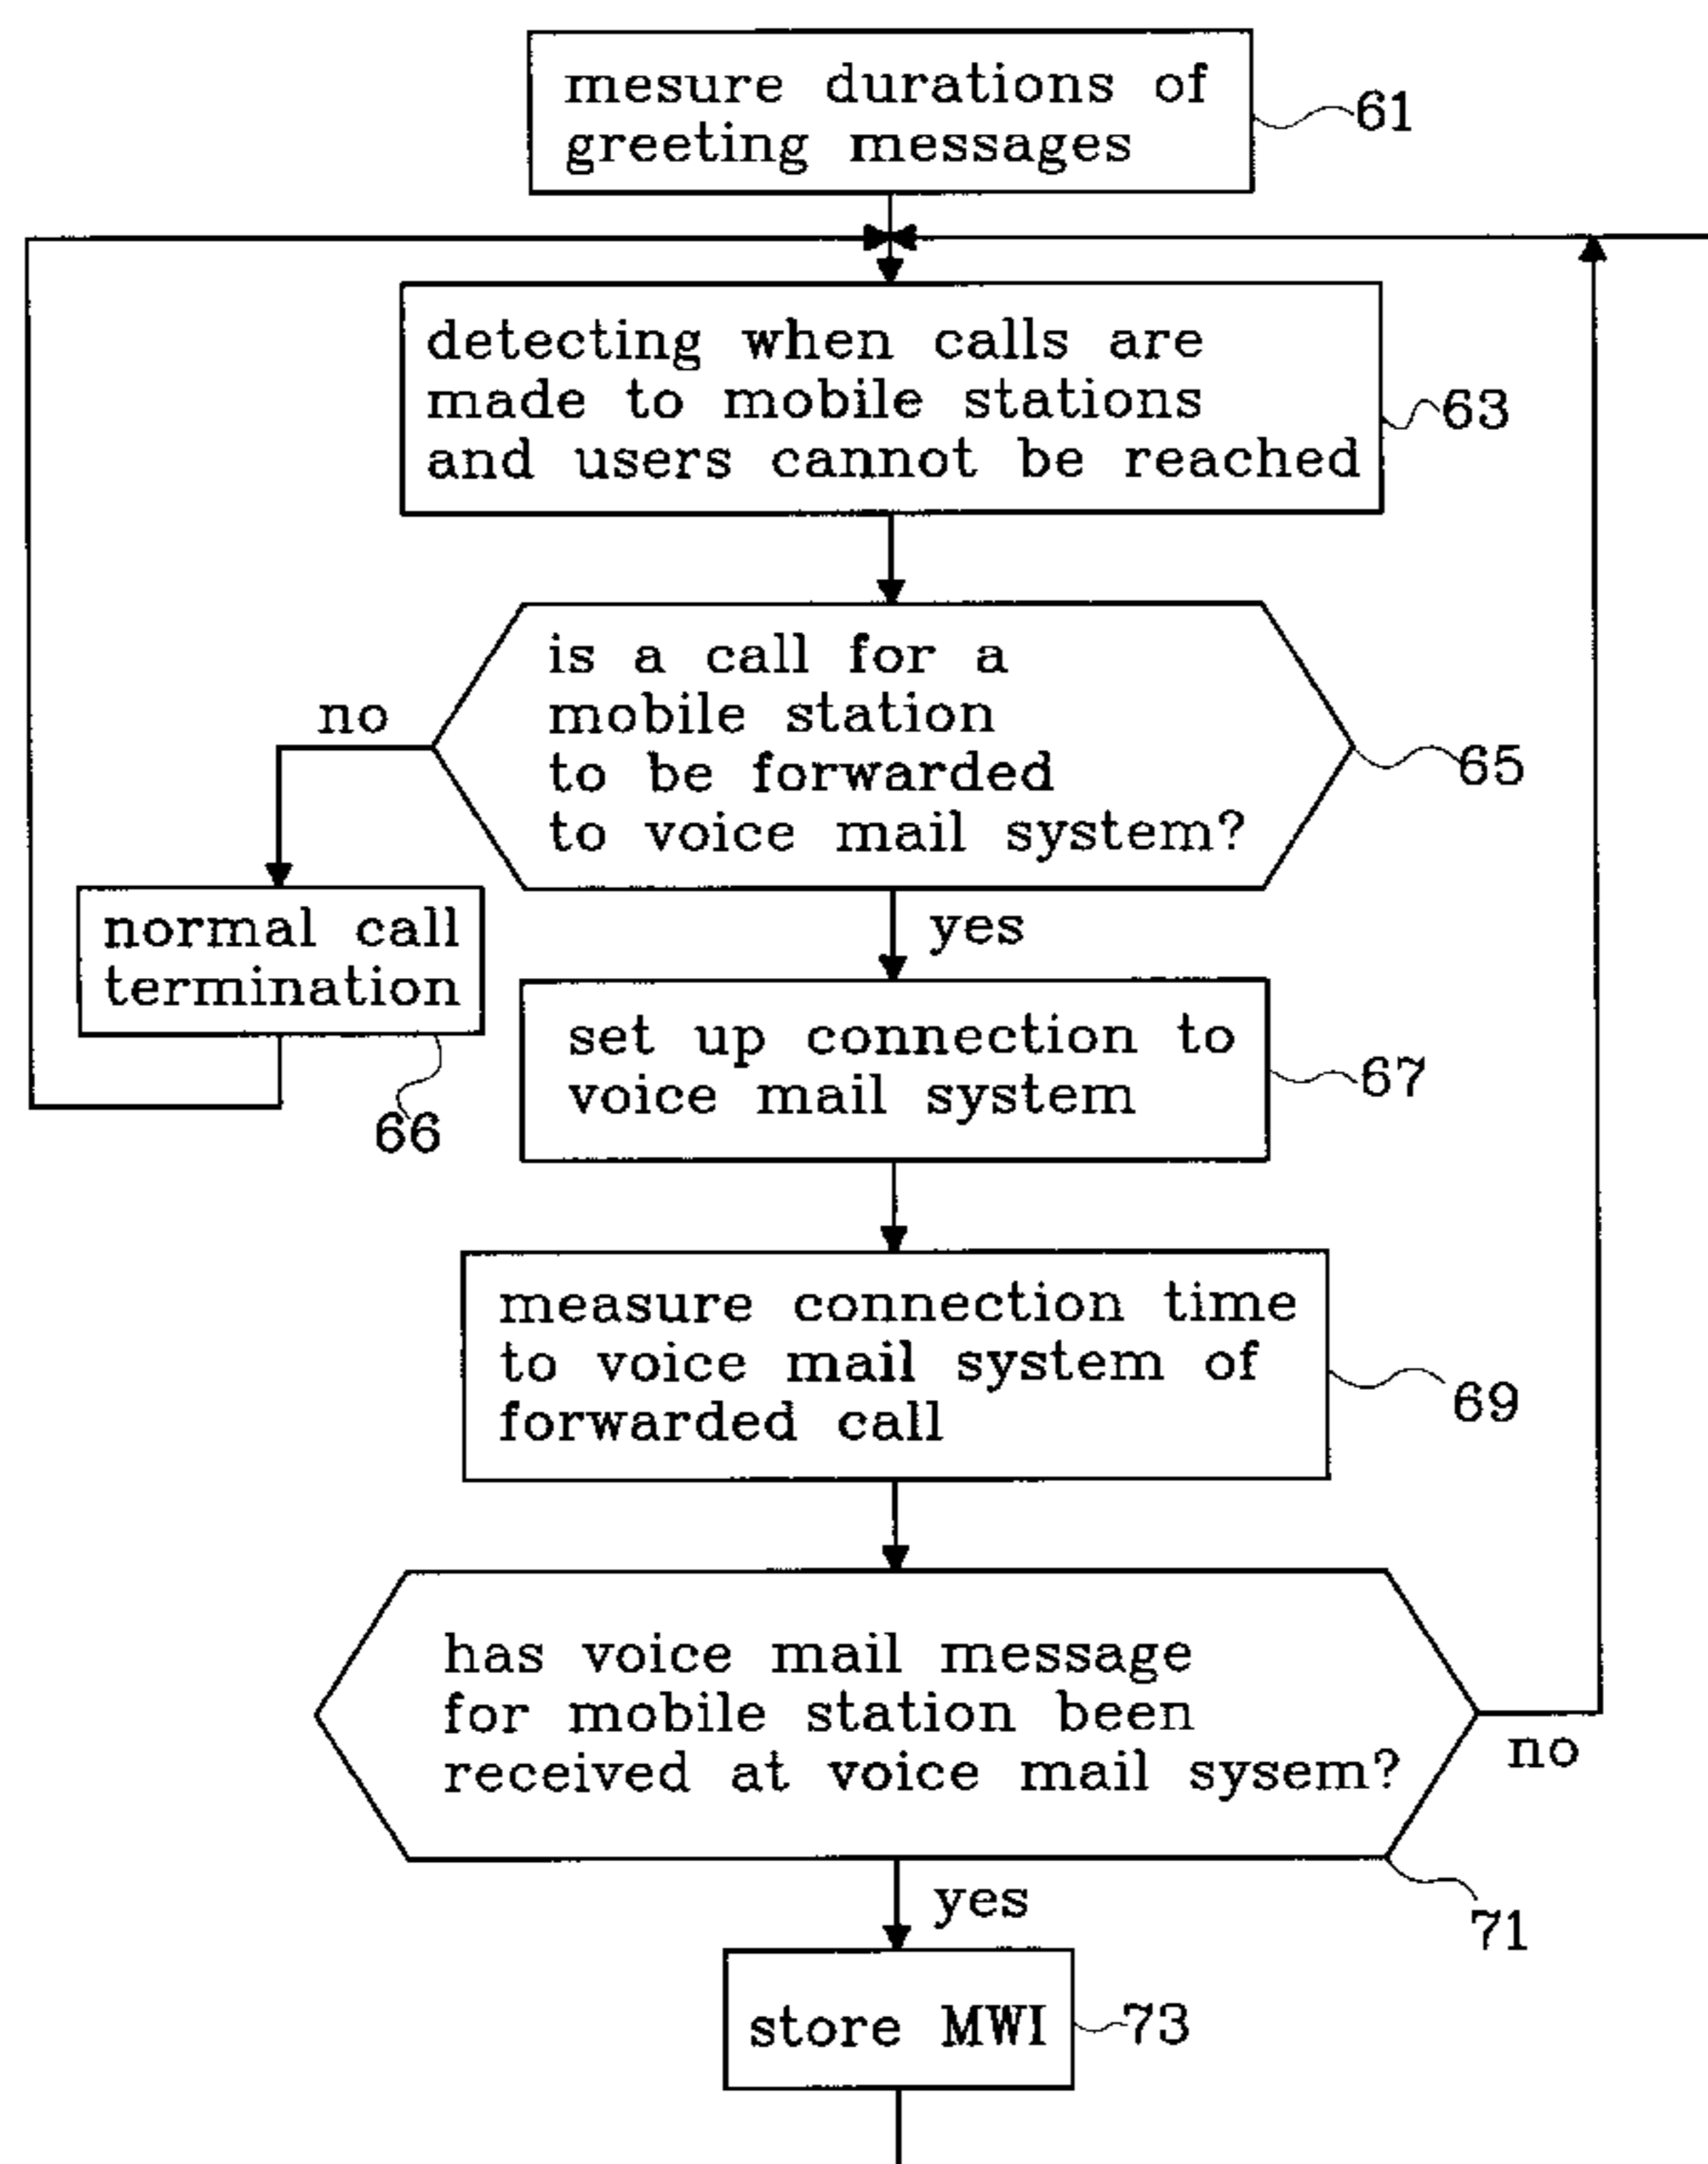 mesure durations of
greeting messages
61
detecting when calls are
made to mobile stations
and users cannot be reached
63
is a call for a
mobile station
to be forwarded
to voice mail system?
65
no
yes
normal call
termination
66
set up connection to
voice mail system
67
measure connection time
to voice mail system of
forwarded call
69
has voice mail message
for mobile station been
received at voice mail sysem?
no
71
yes
store MWI
73